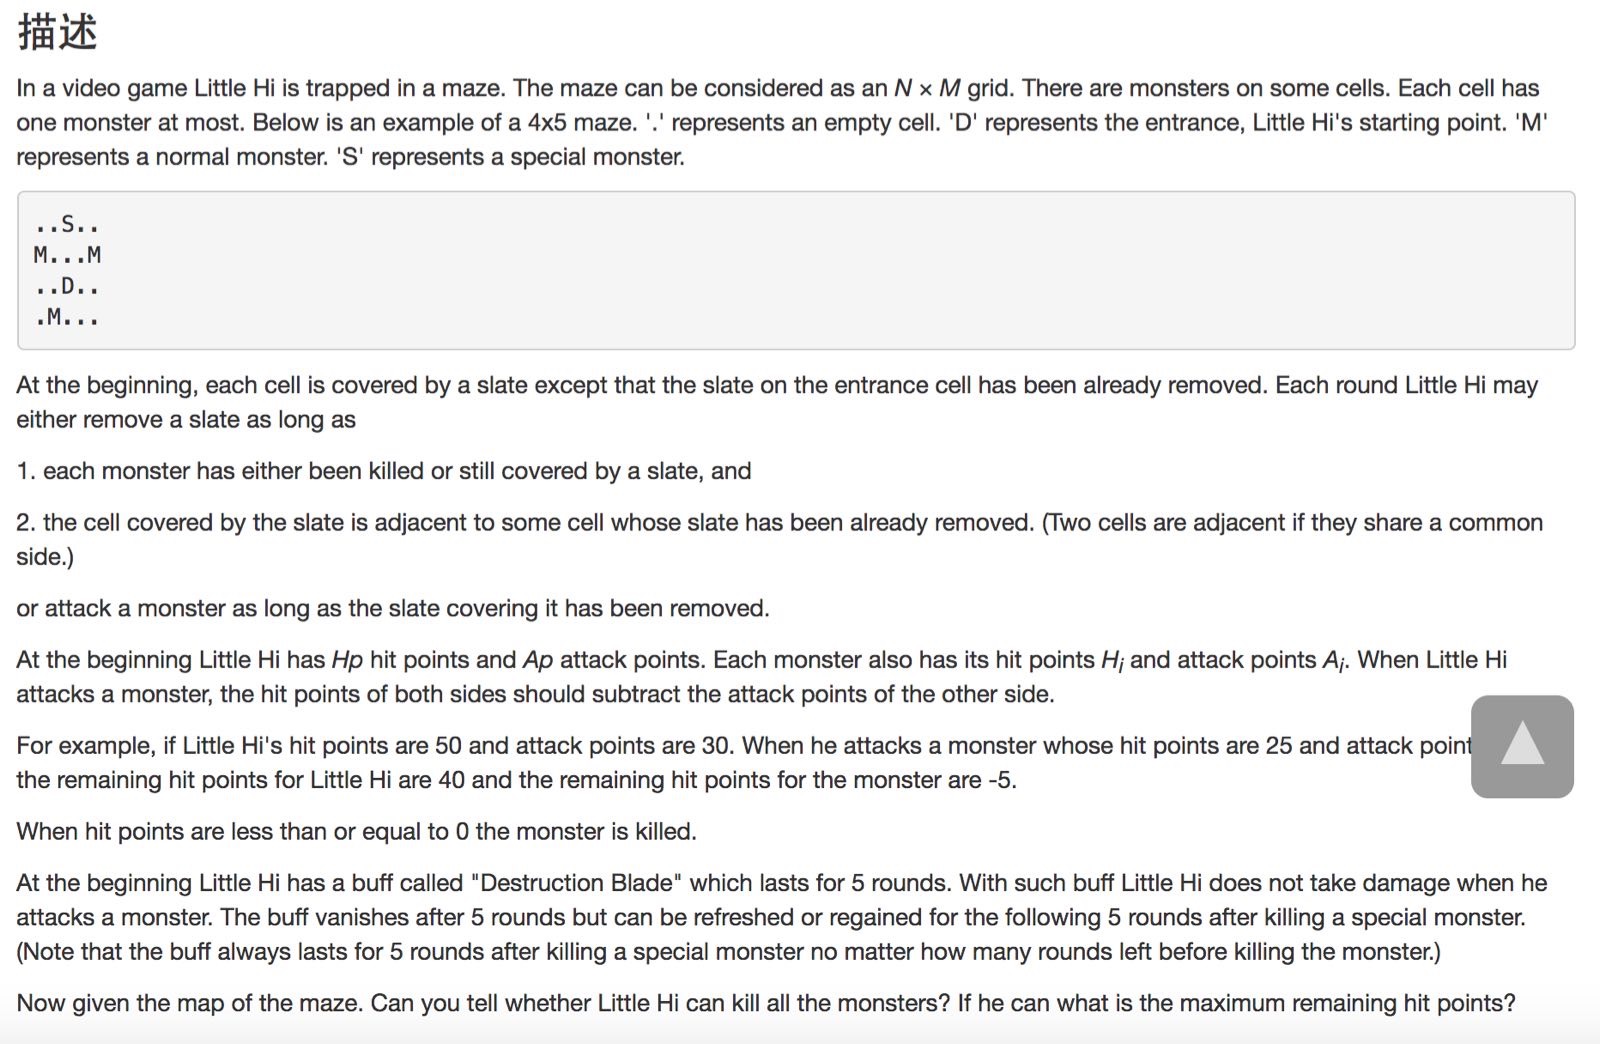 描述
In a video game Little Hi is trapped in a maze. The maze can be considered as an N × M grid. There are monsters on some cells. Each cell has
one monster at most. Below is an example of a 4x5 maze. '.' represents an empty cell. 'D' represents the entrance, Little Hi's starting point. 'M'
represents a normal monster. 'S' represents a special monster.
..S..
M...M
..D..
.M...
At the beginning, each cell is covered by a slate except that the slate on the entrance cell has been already removed. Each round Little Hi may
either remove a slate as long as
1. each monster has either been killed or still covered by a slate, and
2. the cell covered by the slate is adjacent to some cell whose slate has been already removed. (Two cells are adjacent if they share a common
side.)
or attack a monster as long as the slate covering it has been removed.
At the beginning Little Hi has Hp hit points and Ap attack points. Each monster also has its hit points Hi and attack points Ai. When Little Hi
attacks a monster, the hit points of both sides should subtract the attack points of the other side.
For example, if Little Hi's hit points are 50 and attack points are 30. When he attacks a monster whose hit points are 25 and attack point
the remaining hit points for Little Hi are 40 and the remaining hit points for the monster are -5.
When hit points are less than or equal to 0 the monster is killed.
At the beginning Little Hi has a buff called "Destruction Blade" which lasts for 5 rounds. With such buff Little Hi does not take damage when he
attacks a monster. The buff vanishes after 5 rounds but can be refreshed or regained for the following 5 rounds after killing a special monster.
(Note that the buff always lasts for 5 rounds after killing a special monster no matter how many rounds left before killing the monster.)
Now given the map of the maze. Can you tell whether Little Hi can kill all the monsters? If he can what is the maximum remaining hit points?